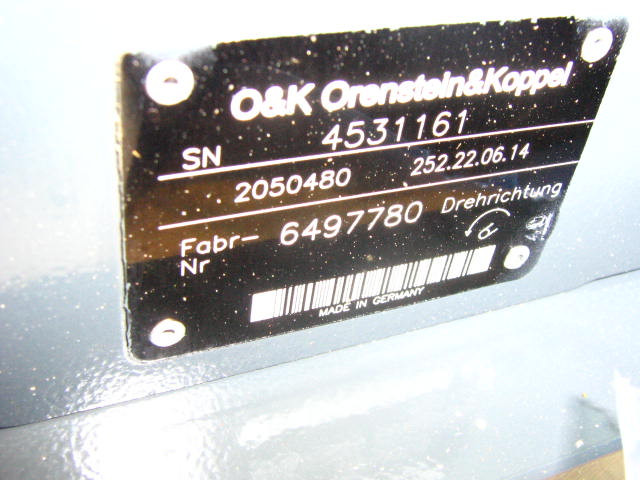 O&K Orenstein&Koppel
SN 4531161
2050480 252.22.06.14
Fabr- 6497780 Drehrichtung
Nr
MADE IN GERMANY